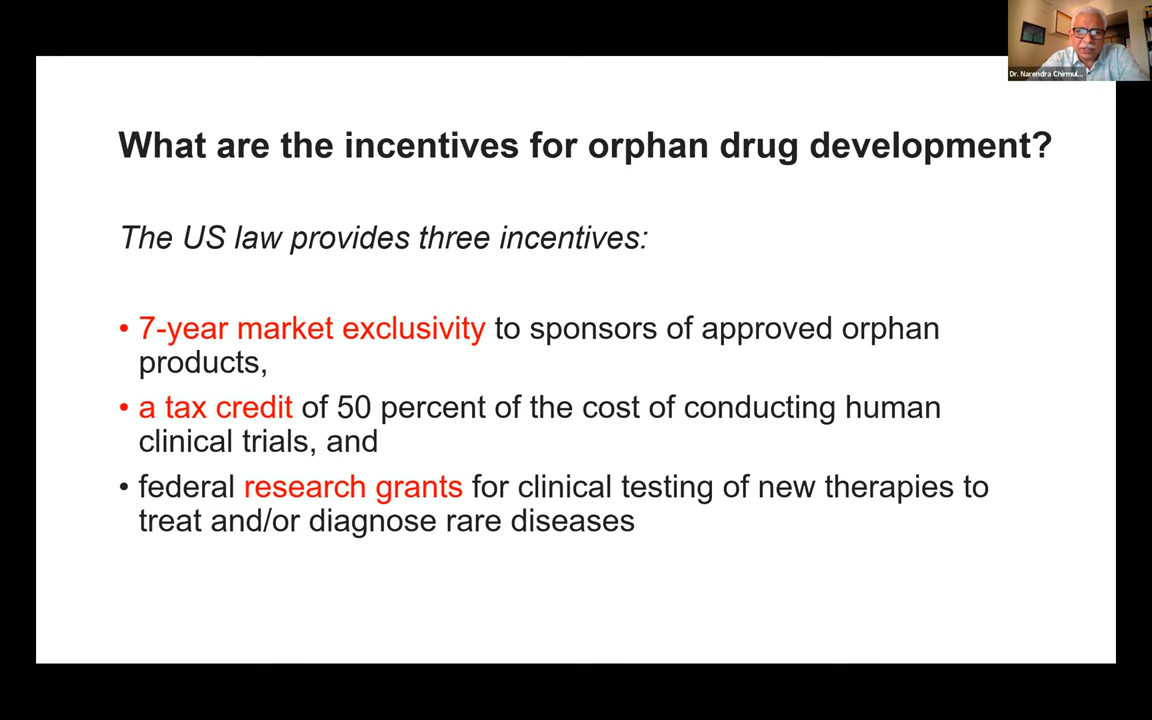 Dr. Narendra Chirmul...
What are the incentives for orphan drug development?
The US law provides three incentives:
• 7-year market exclusivity to sponsors of approved orphan
products,
• a tax credit of 50 percent of the cost of conducting human
clinical trials, and
• federal research grants for clinical testing of new therapies to
treat and/or diagnose rare diseases